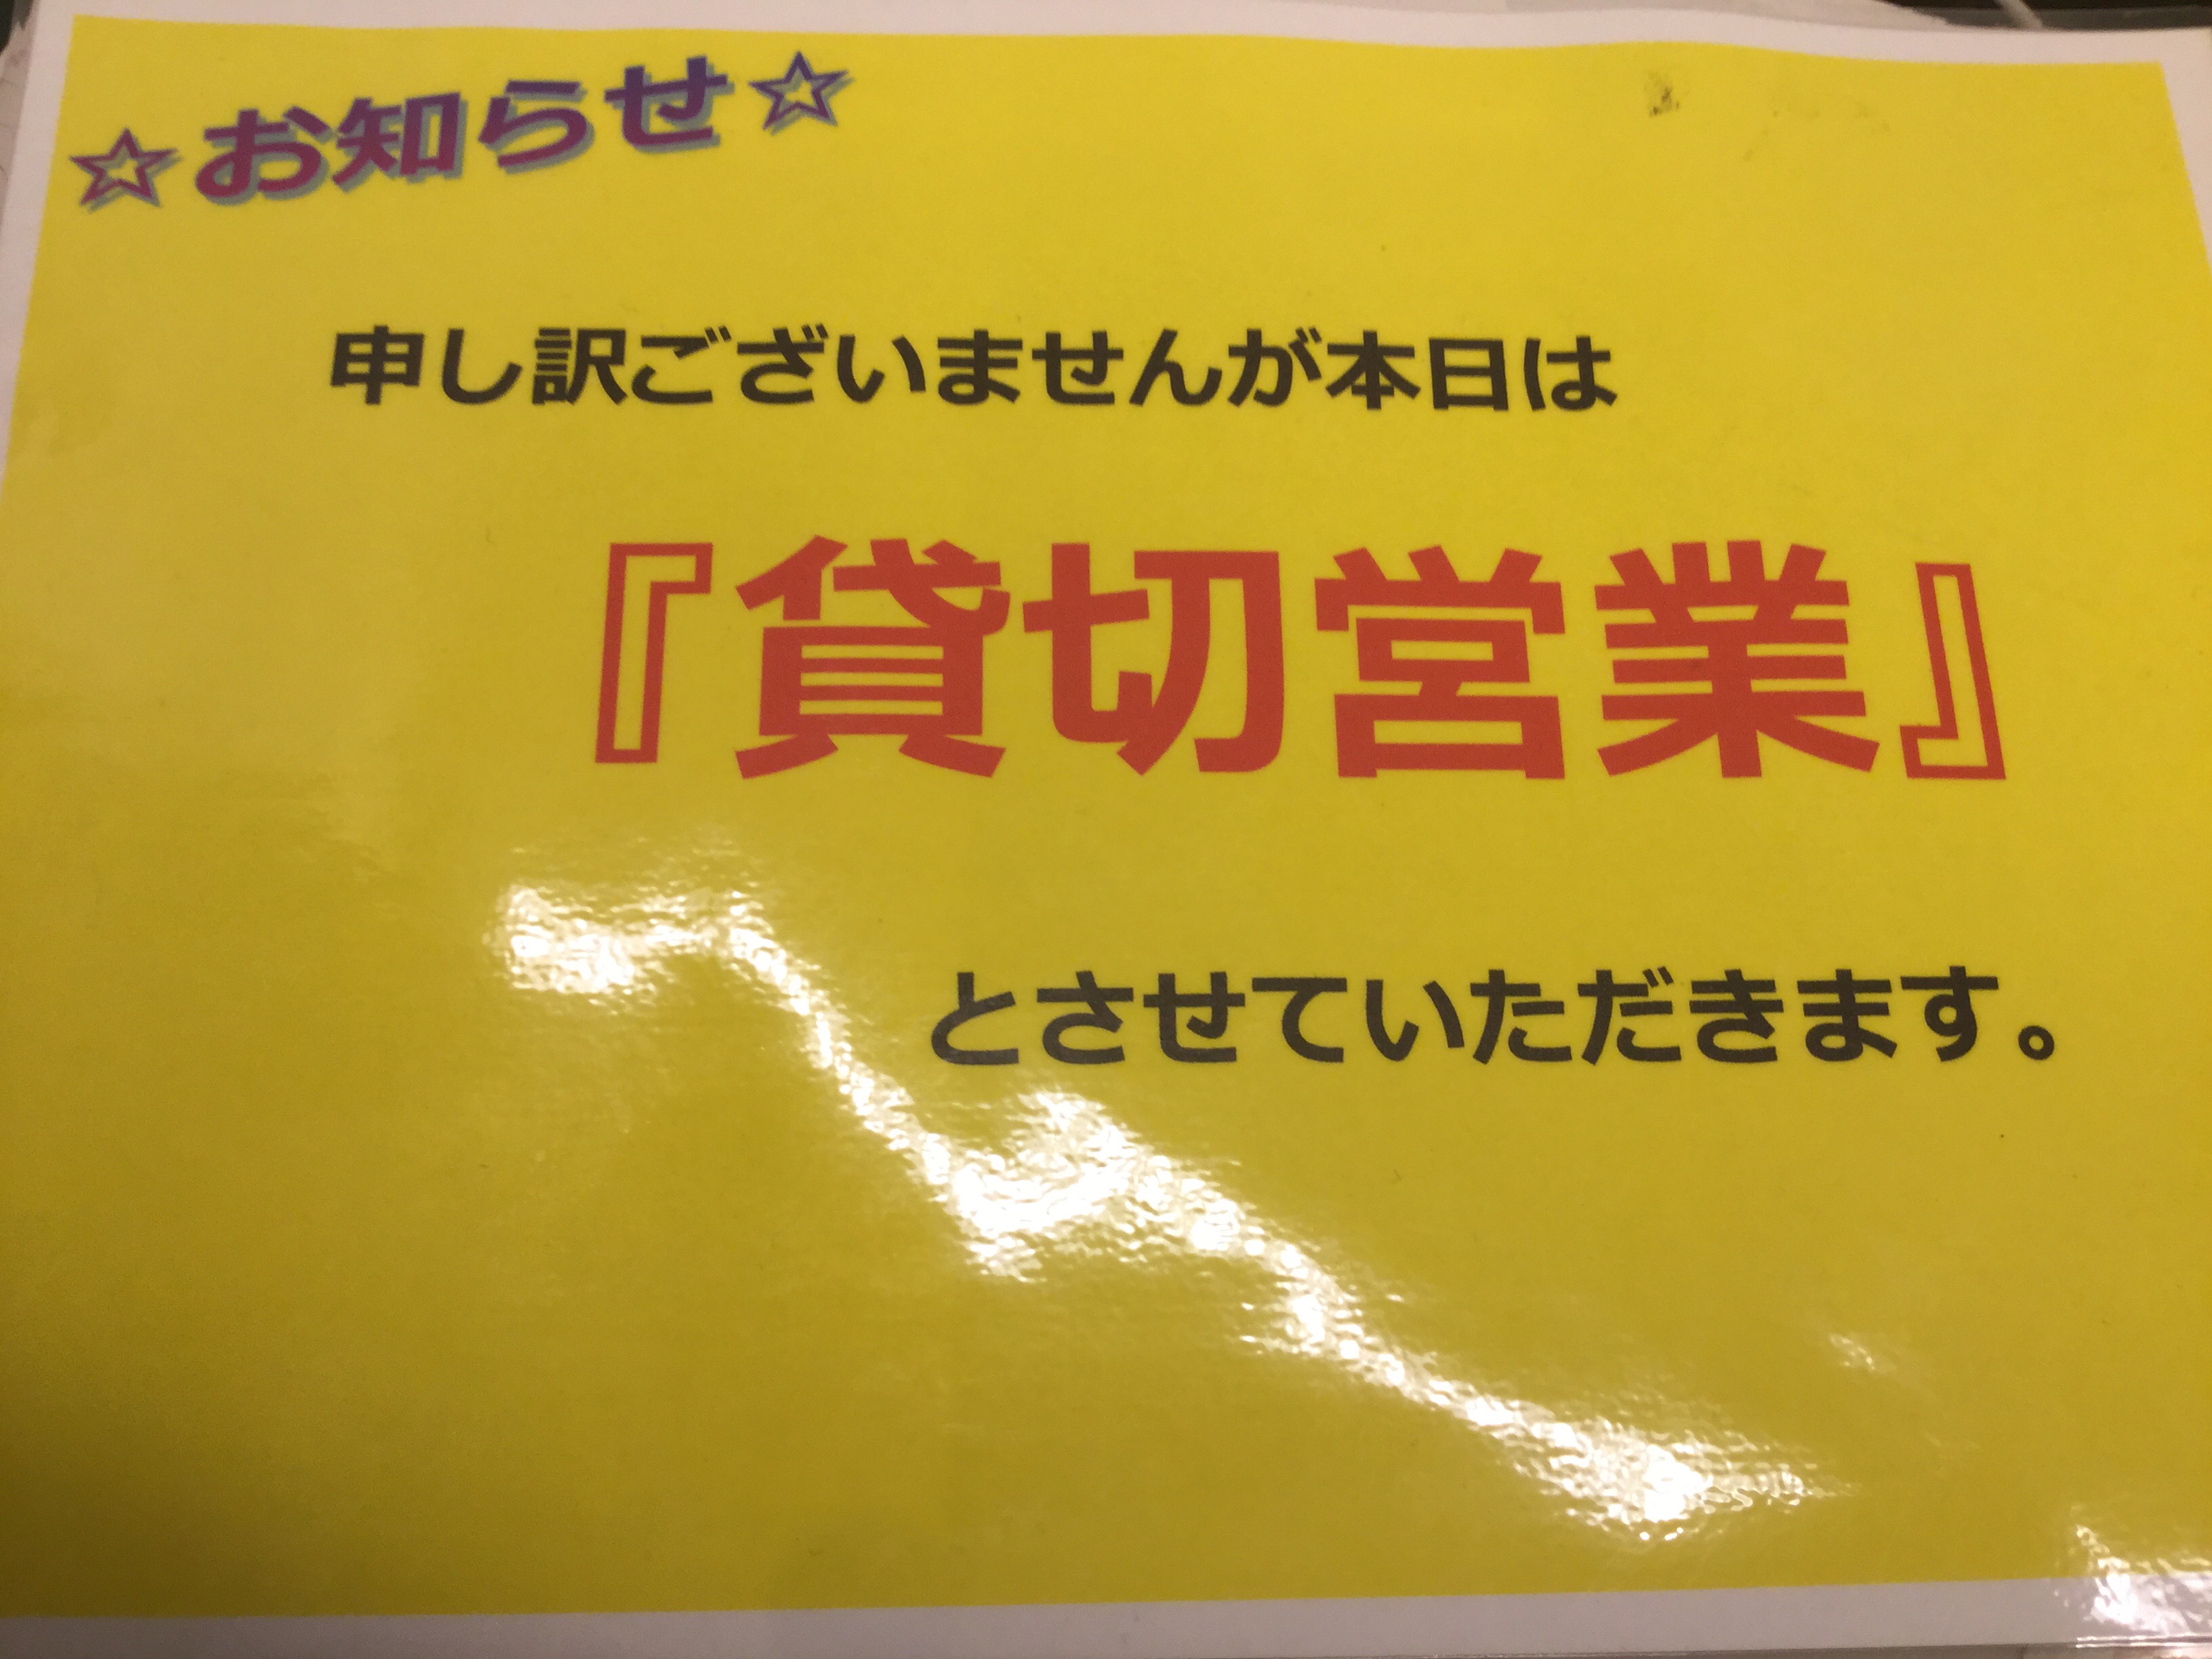 ☆お知らせ☆
申し訳ございませんが本日は
『貸切営業』
とさせていただきます。